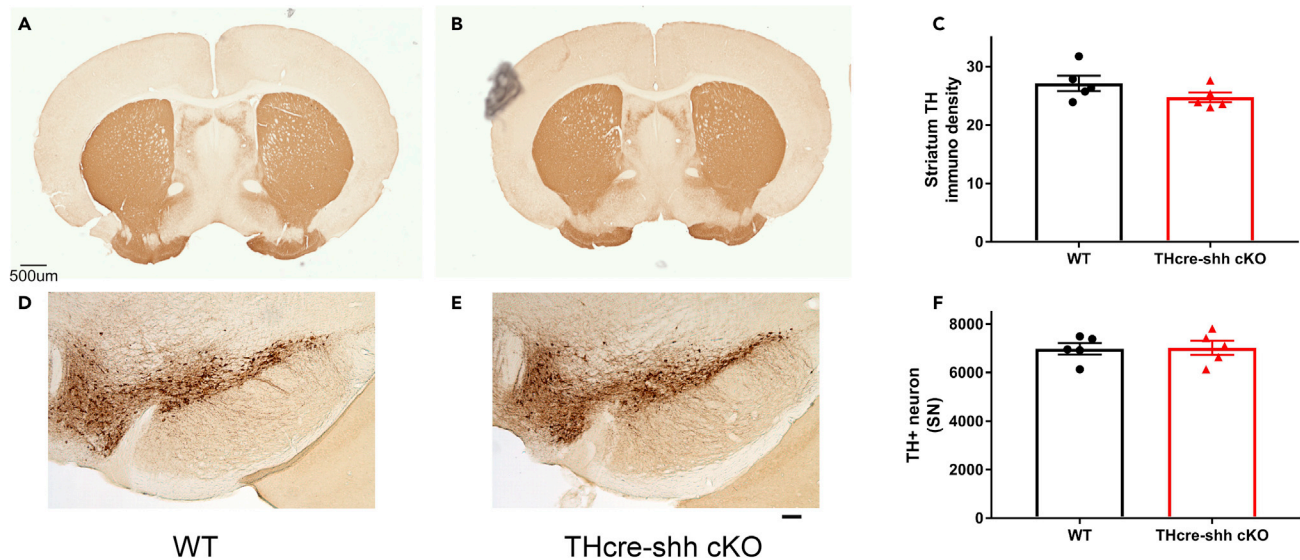 A
B
500um
C
Striatum TH
immuno density
30
20
10
0
WT
THcre-shh cKO
D
E
WT
THcre-shh cKO
F
TH+ neuron
(SN)
8000
6000
4000
2000
0
WT
THcre-shh cKO